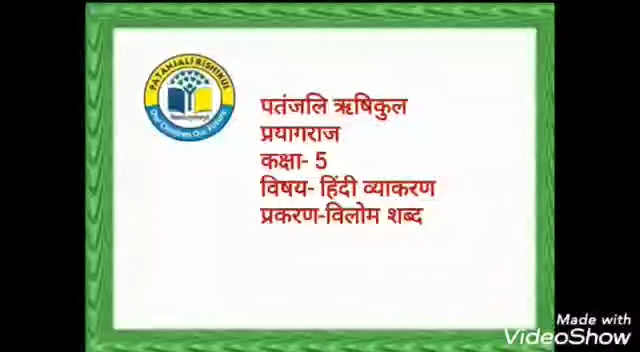 PATANJALI RISHIKUL
Our Children Our Future
पतंजलि ऋषिकुल
प्रयागराज
कक्षा- 5
विषय- हिंदी व्याकरण
प्रकरण-विलोम शब्द
Made with
VideoShow